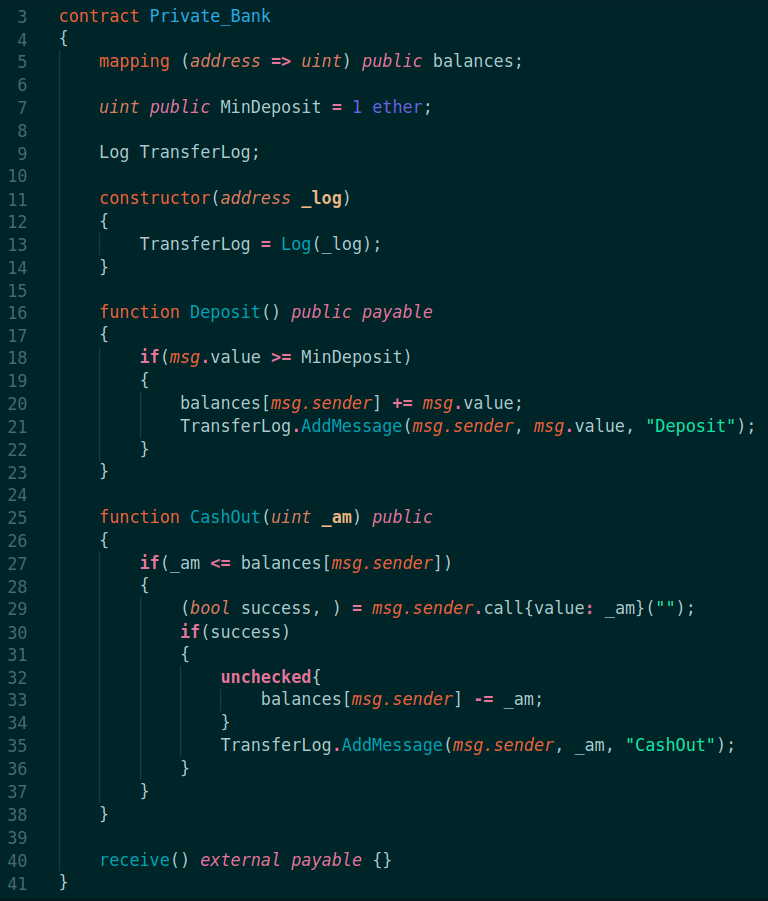 3 contract Private_Bank
4 {
5     mapping (address => uint) public balances;
6
7     uint public MinDeposit = 1 ether;
8
9     Log TransferLog;
10
11     constructor(address _log)
12     {
13         TransferLog = Log(_log);
14     }
15
16     function Deposit() public payable
17     {
18         if(msg.value >= MinDeposit)
19         {
20             balances[msg.sender] += msg.value;
21             TransferLog.AddMessage(msg.sender, msg.value, "Deposit");
22         }
23     }
24
25     function CashOut(uint _am) public
26     {
27         if(_am <= balances[msg.sender])
28         {
29             (bool success, ) = msg.sender.call{value: _am}("");
30             if(success)
31             {
32                 unchecked{
33                     balances[msg.sender] -= _am;
34                 }
35                 TransferLog.AddMessage(msg.sender, _am, "CashOut");
36             }
37         }
38     }
39
40     receive() external payable {}
41 }